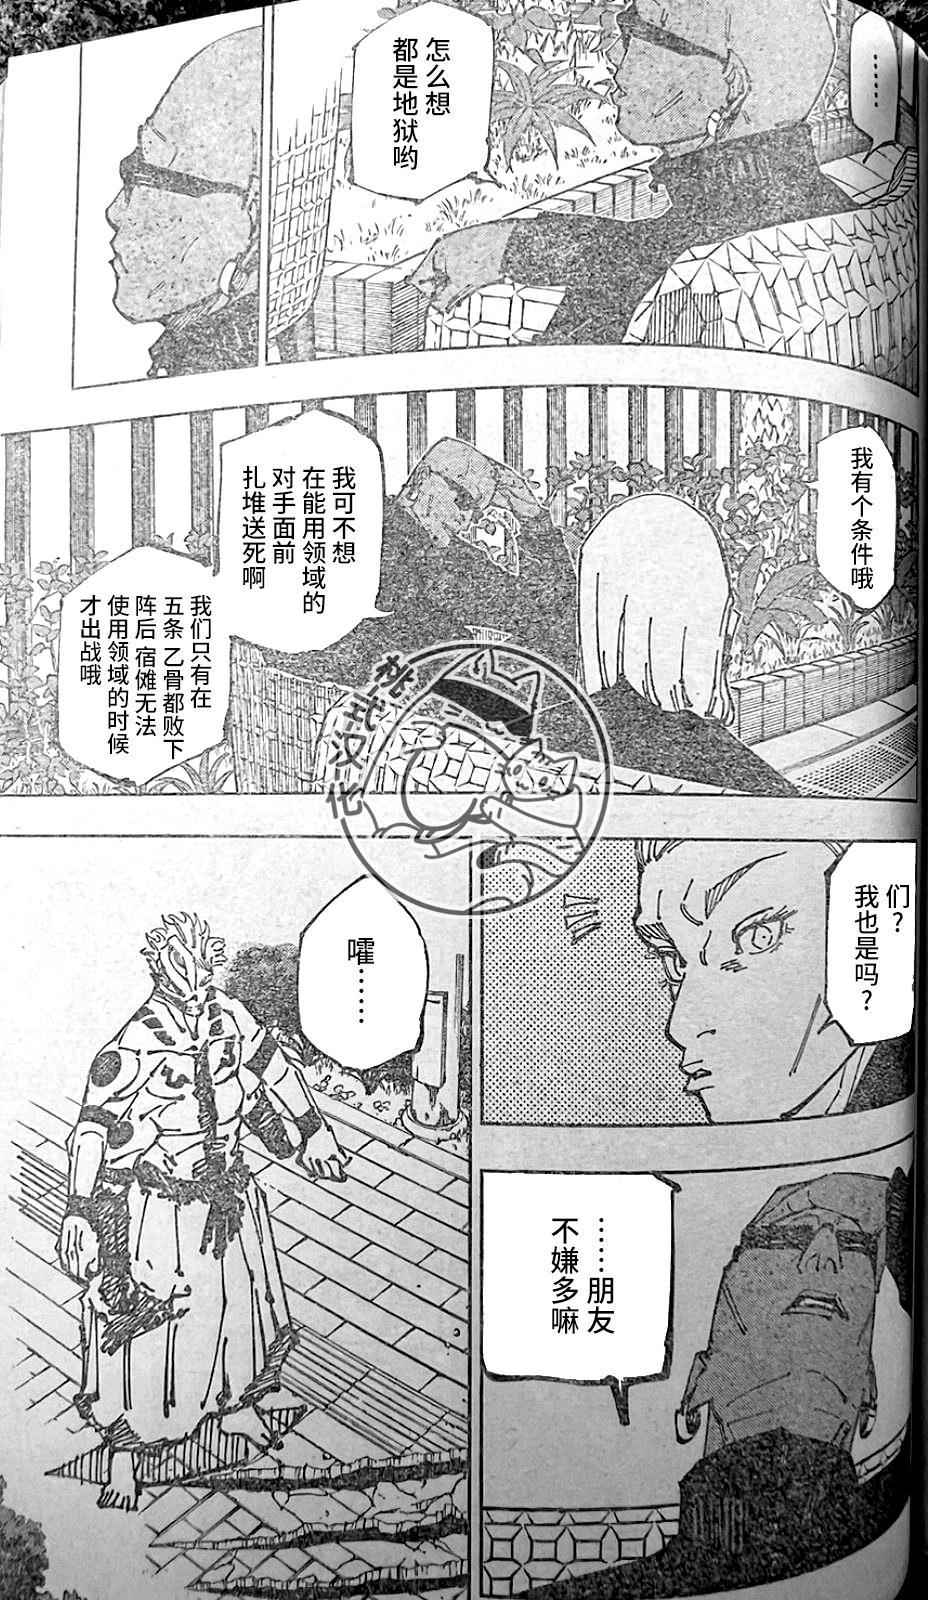 ……
怎么想
都是地狱哟
我有个条件哦
我可不想
在能用领域的
对手面前
扎堆送死啊
我们只有在
五条 乙骨都败下
阵后 宿傩无法
使用领域的时候
才出战哦
桃式汉化
们?
我也是吗?
……朋友
不嫌多嘛
嚯……